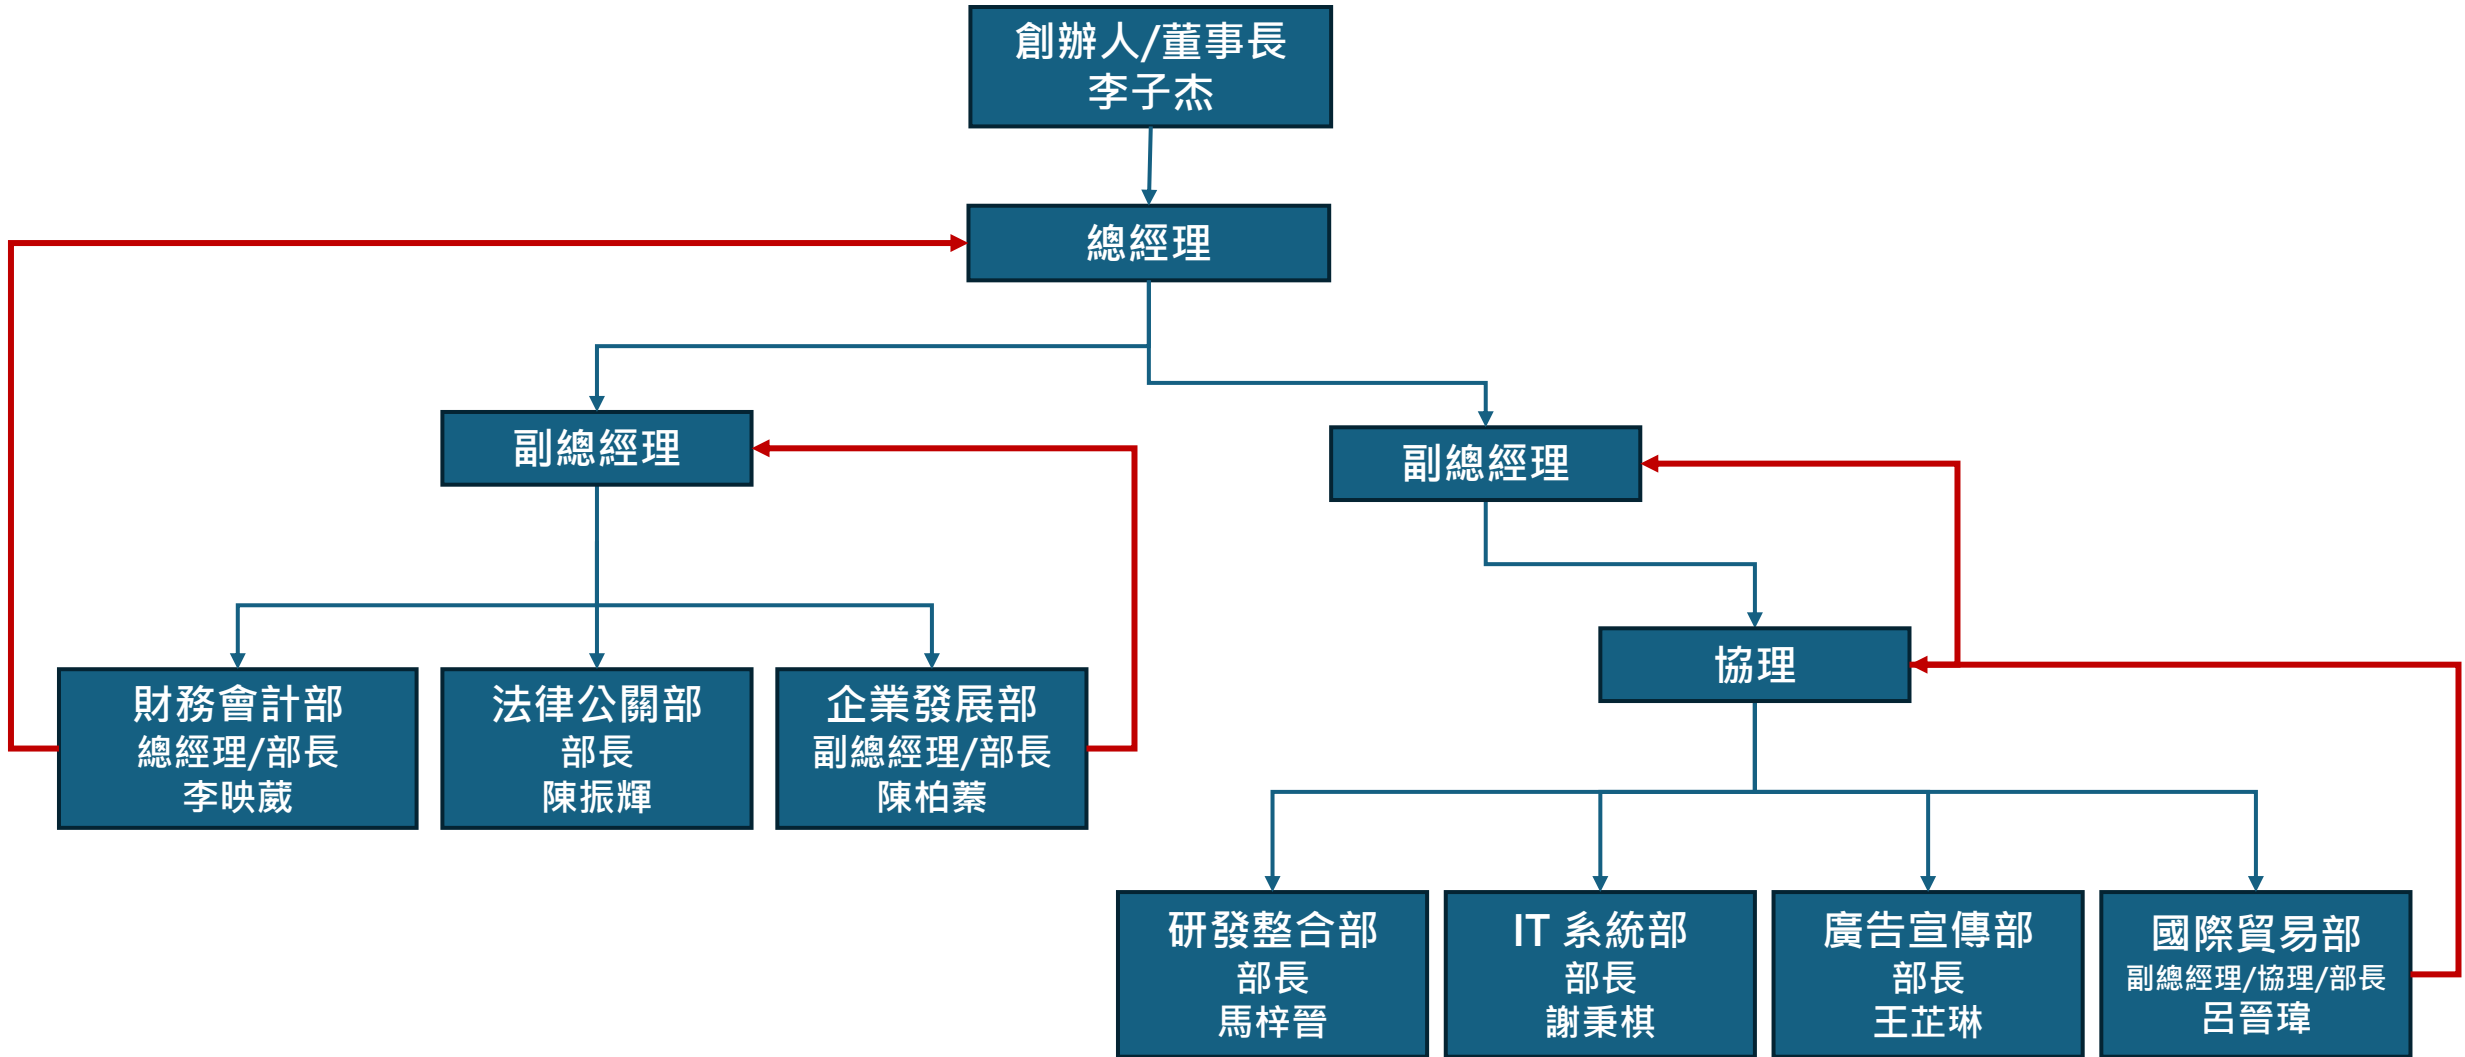 創辦人/董事長
李子杰
總經理
副總經理
副總經理
協理
財務會計部
總經理/部長
李映葳
法律公關部
部長
陳振輝
企業發展部
副總經理/部長
陳柏蓁
研發整合部
部長
馬梓晉
IT 系統部
部長
謝秉棋
廣告宣傳部
部長
王芷琳
國際貿易部
副總經理/協理/部長
呂晉瑋